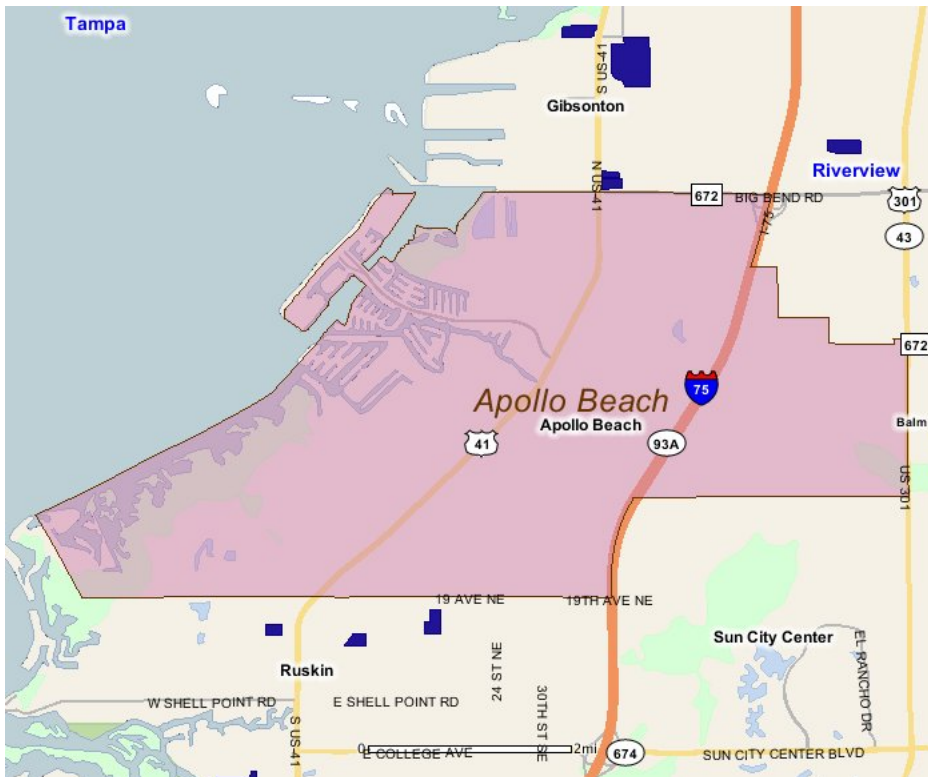 Tampa
S US-41
Gibsonton
Riverview
N US-41
672
BIG BEND RD
301
I-75
43
672
75
Apollo Beach
Apollo Beach
41
93A
Balm
US 301
19 AVE NE
19TH AVE NE
Sun City Center
EL RANCHO DR
Ruskin
24 ST NE
W SHELL POINT RD
E SHELL POINT RD
30TH ST SE
S US-41
0
2mi
E COLLEGE AVE
674
SUN CITY CENTER BLVD